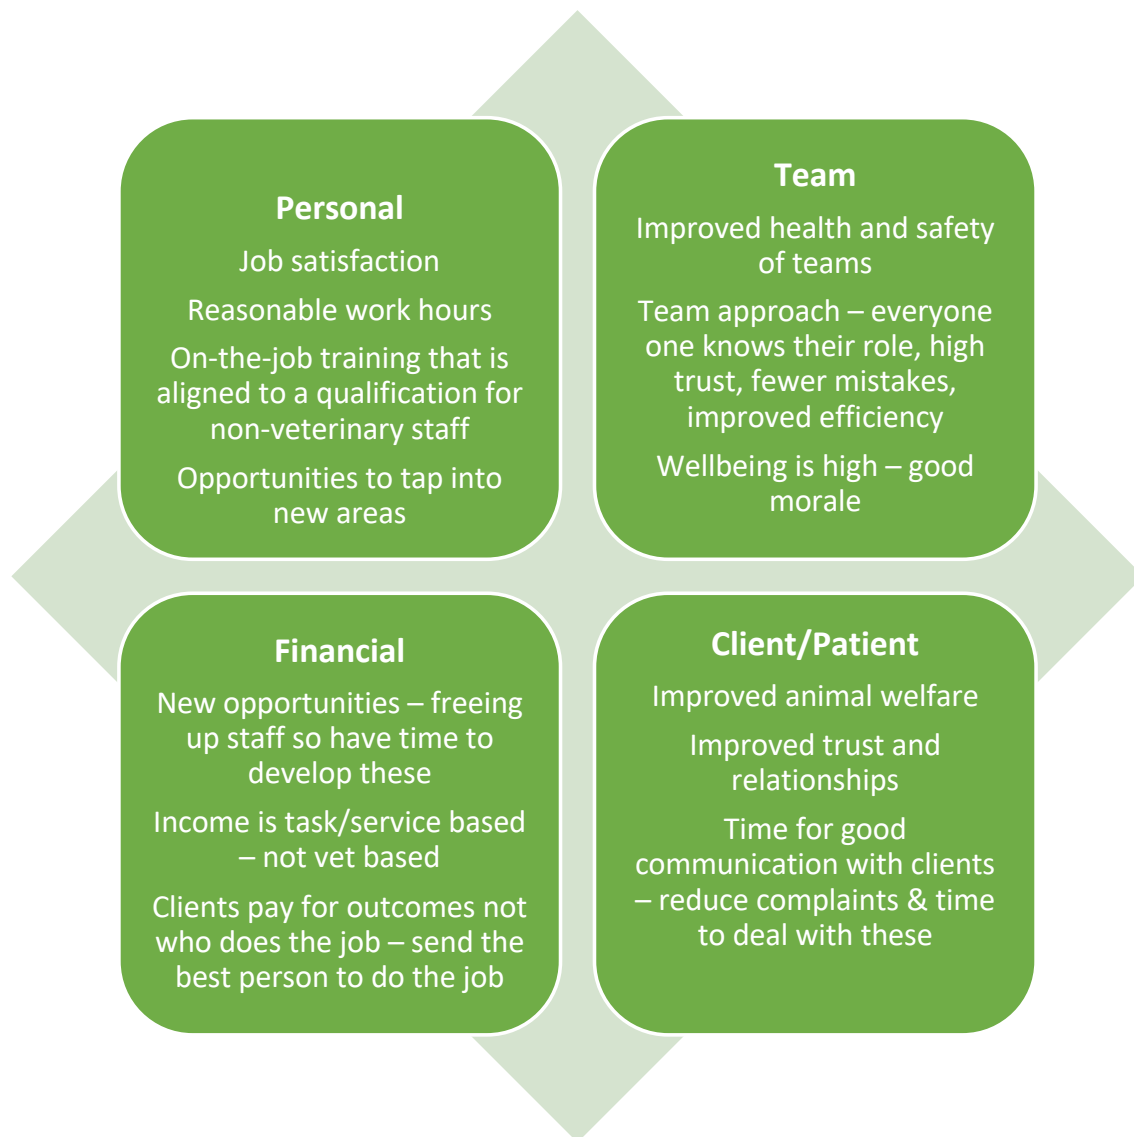 Personal
Job satisfaction
Reasonable work hours
On-the-job training that is
aligned to a qualification for
non-veterinary staff
Opportunities to tap into
new areas
Team
Improved health and safety
of teams
Team approach – everyone
one knows their role, high
trust, fewer mistakes,
improved efficiency
Wellbeing is high – good
morale
Financial
New opportunities – freeing
up staff so have time to
develop these
Income is task/service based
– not vet based
Clients pay for outcomes not
who does the job – send the
best person to do the job
Client/Patient
Improved animal welfare
Improved trust and
relationships
Time for good
communication with clients
– reduce complaints & time
to deal with these